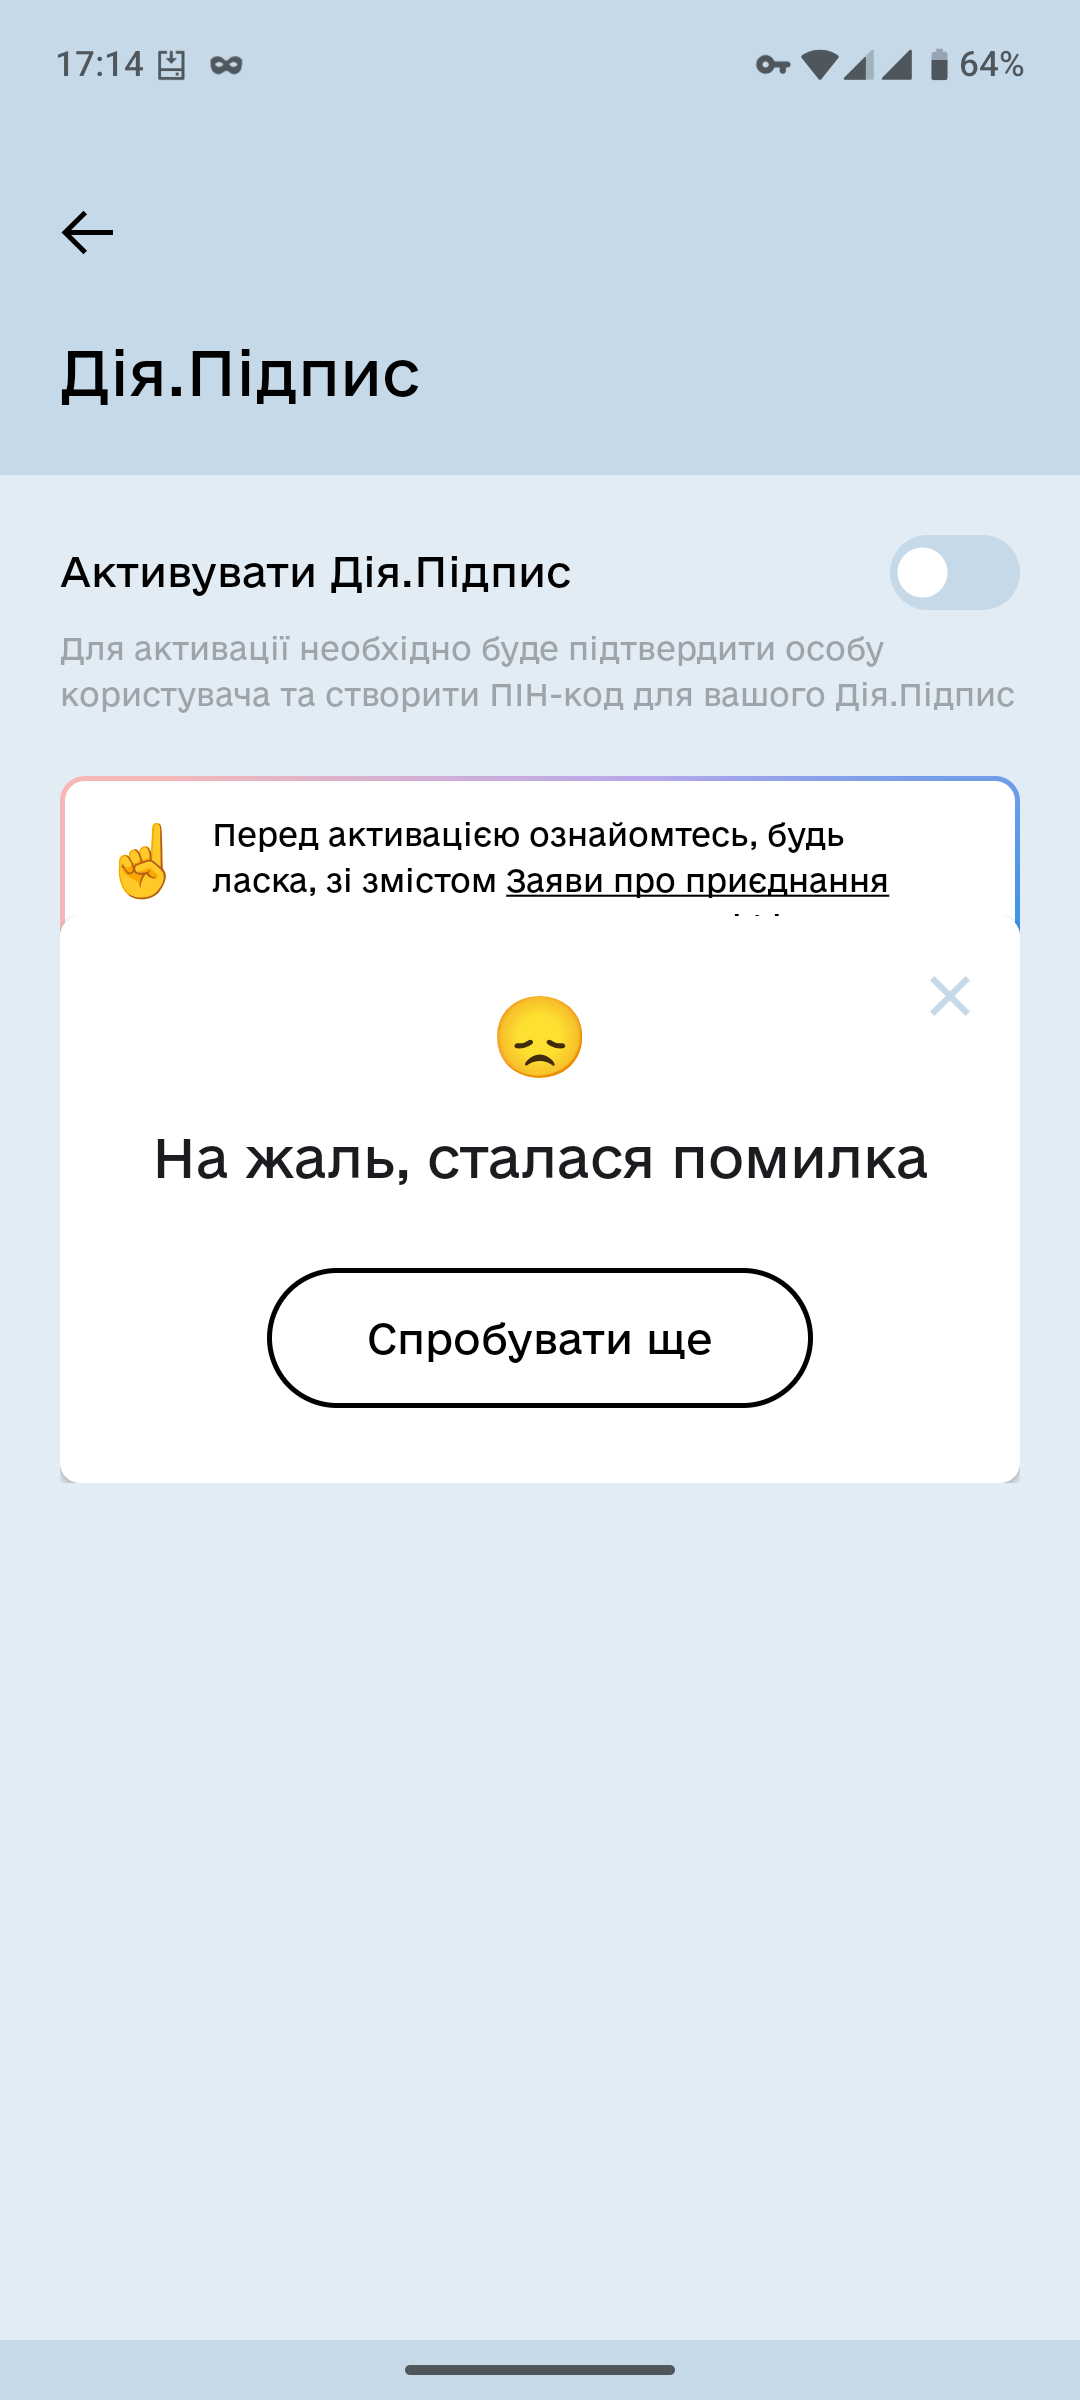 17:14
64%
Дія.Підпис
Активувати Дія.Підпис
Для активації необхідно буде підтвердити особу
користувача та створити ПІН-код для вашого Дія.Підпис
Перед активацією ознайомтесь, будь
ласка, зі змістом Заяви про приєднання
На жаль, сталася помилка
Спробувати ще